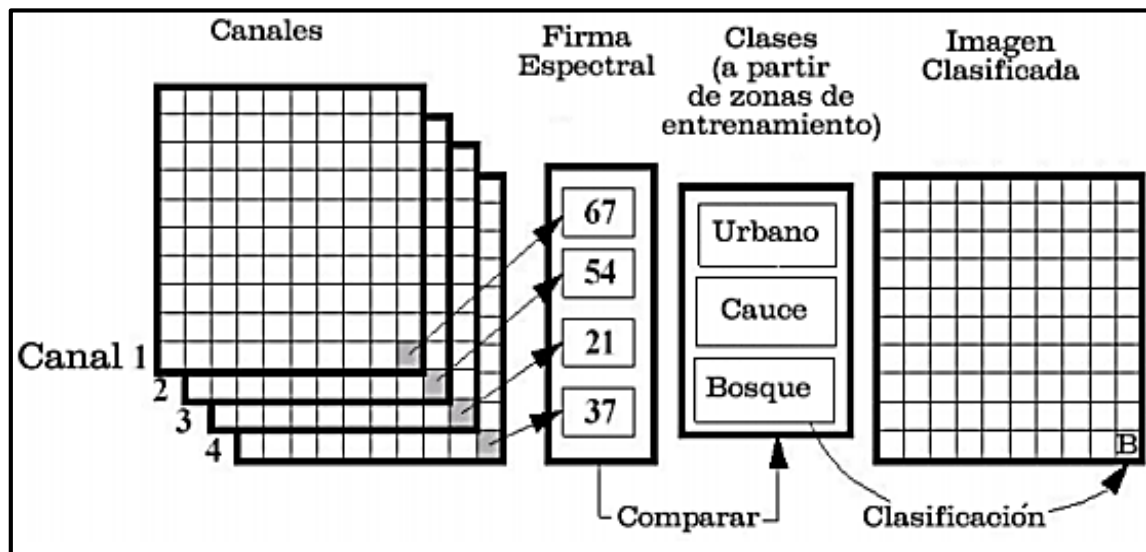 Canales
Firma
Espectral
Clases
(a partir
de zonas de
entrenamiento)
Imagen
Clasificada
Canal 1
2
3
4
67
54
21
37
Urbano
Cauce
Bosque
B
Comparar
Clasificación